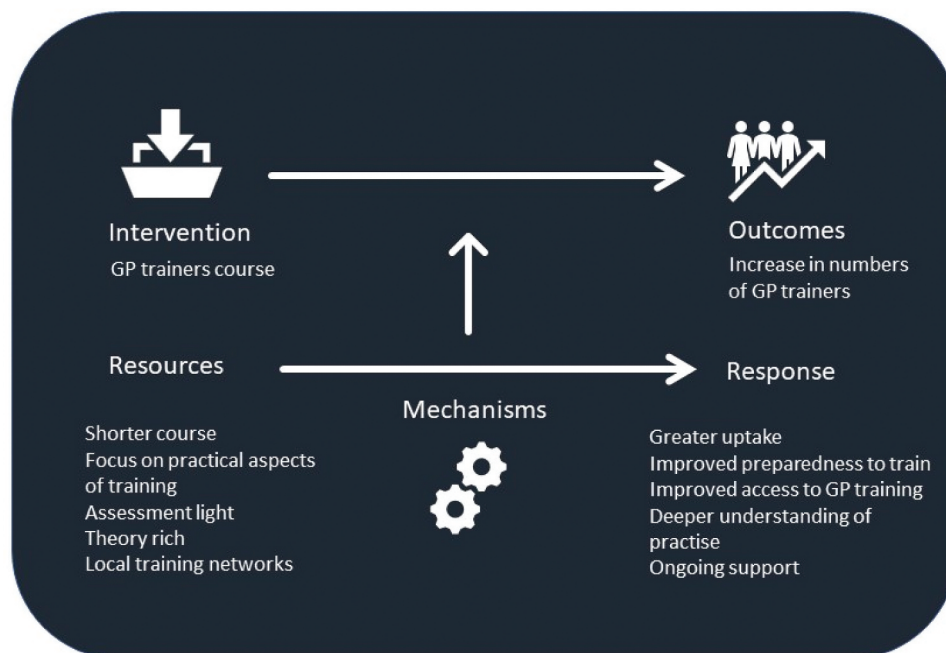 Intervention
GP trainers course
Outcomes
Increase in numbers
of GP trainers
Resources
Mechanisms
Response
Shorter course
Focus on practical aspects
of training
Assessment light
Theory rich
Local training networks
Greater uptake
Improved preparedness to train
Improved access to GP training
Deeper understanding of
practise
Ongoing support